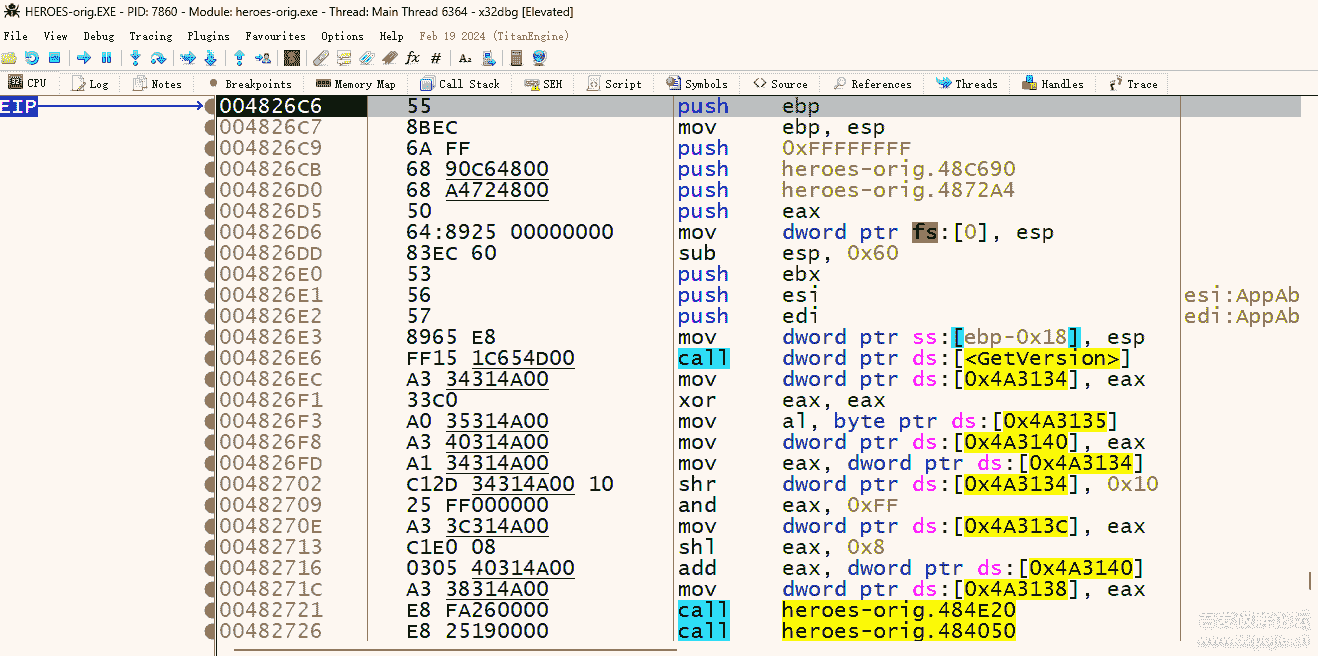 HEROES-orig.EXE - PID: 7860 - Module: heroes-orig.exe - Thread: Main Thread 6364 - x32dbg [Elevated]
File View Debug Tracing Plugins Favourites Options Help Feb 19 2024 (TitanEngine)
fx # A₂
CPU Log Notes Breakpoints Memory Map Call Stack SEH Script Symbols Source References Threads Handles Trace
EIP 004826C6 55 push ebp
004826C7 8BEC mov ebp, esp
004826C9 6A FF push 0xFFFFFFFF
004826CB 68 90C64800 push heroes-orig.48C690
004826D0 68 A4724800 push heroes-orig.4872A4
004826D5 50 push eax
004826D6 64:8925 00000000 mov dword ptr fs:[0], esp
004826DD 83EC 60 sub esp, 0x60
004826E0 53 push ebx
004826E1 56 push esi esi:AppAb
004826E2 57 push edi edi:AppAb
004826E3 8965 E8 mov dword ptr ss:[ebp-0x18], esp
004826E6 FF15 1C654D00 call dword ptr ds:[<GetVersion>]
004826EC A3 34314A00 mov dword ptr ds:[0x4A3134], eax
004826F1 33C0 xor eax, eax
004826F3 A0 35314A00 mov al, byte ptr ds:[0x4A3135]
004826F8 A3 40314A00 mov dword ptr ds:[0x4A3140], eax
004826FD A1 34314A00 mov eax, dword ptr ds:[0x4A3134]
00482702 C12D 34314A00 10 shr dword ptr ds:[0x4A3134], 0x10
00482709 25 FF000000 and eax, 0xFF
0048270E A3 3C314A00 mov dword ptr ds:[0x4A313C], eax
00482713 C1E0 08 shl eax, 0x8
00482716 0305 40314A00 add eax, dword ptr ds:[0x4A3140]
0048271C A3 38314A00 mov dword ptr ds:[0x4A3138], eax
00482721 E8 FA260000 call heroes-orig.484E20
00482726 E8 25190000 call heroes-orig.484050